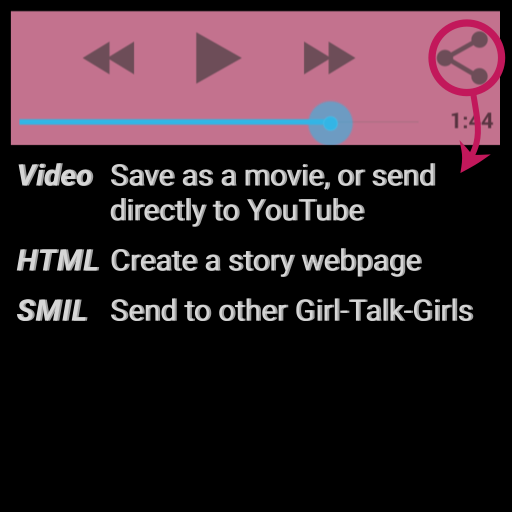 1:44
Video Save as a movie, or send
directly to YouTube
HTML Create a story webpage
SMIL Send to other Girl-Talk-Girls